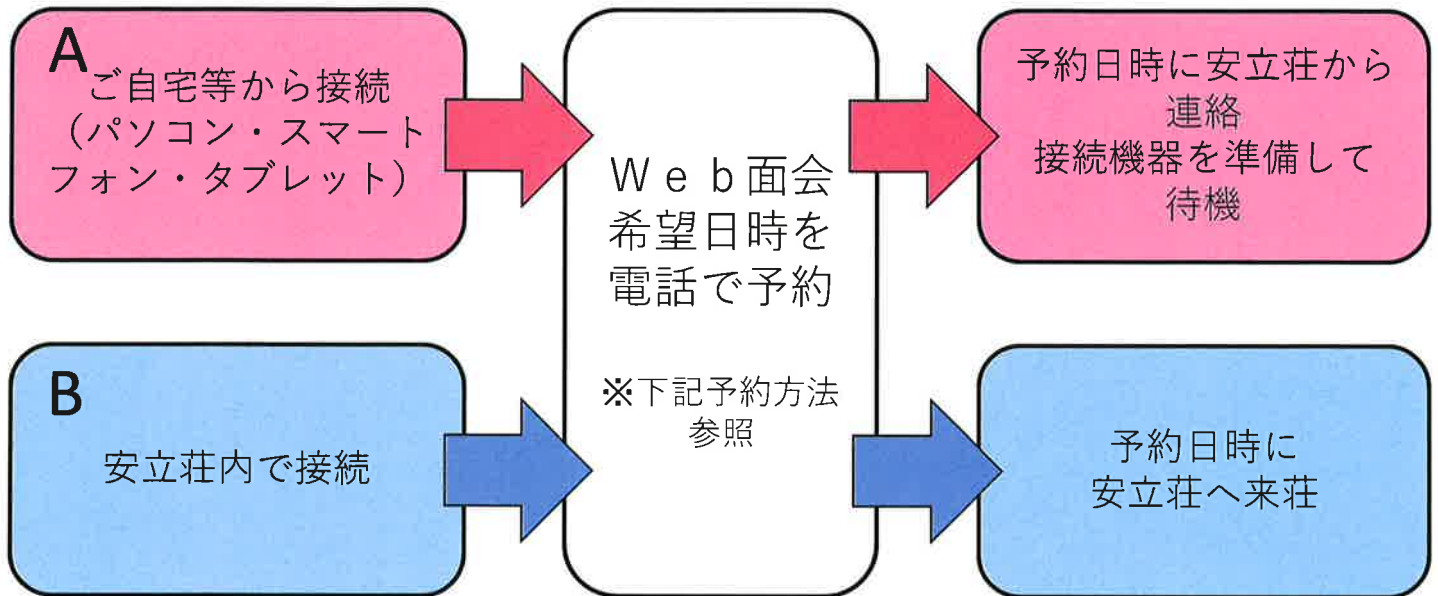 A
ご自宅等から接続
（パソコン・スマート
フォン・タブレット）
Ｗｅｂ面会
希望日時を
電話で予約
※下記予約方法
参照
予約日時に安立荘から
連絡
接続機器を準備して
待機
B
安立荘内で接続
予約日時に
安立荘へ来荘